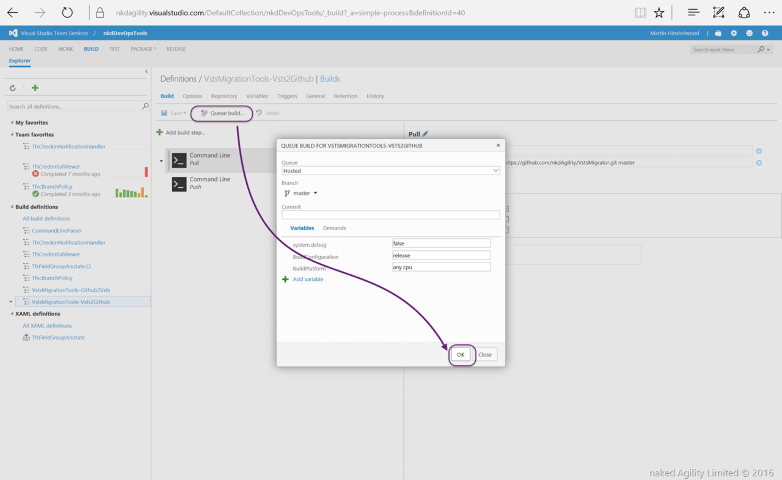 nkdagility.visualstudio.com/DefaultCollection/nkdDevOpsTools/_build?_a=simple-process&definitionId=40
Visual Studio Team Services / nkdDevOpsTools
Martin Hinshelwood
HOME CODE WORK BUILD TEST PACKAGE* RELEASE
Search work items
Explorer
Definitions / VstsMigrationTools-Vsts2Github | Builds
Build Options Repository Variables Triggers General Retention History
Save Queue build... Undo
Search all definitions...
My favorites
Team favorites
TfsCheckinNotificationHandler
TfsCredentialViewer
Completed 7 months ago
TfvcBranchPolicy
Completed 2 months ago
Build definitions
All build definitions
CommandLineParser
TfsCheckinNotificationHandler
TfsCredentialViewer
TfsFieldGroupAnotate.CI
TfvcBranchPolicy
VstsMigrationTools-Github2Vsts
VstsMigrationTools-Vsts2Github
XAML definitions
All XAML definitions
TfsFieldGroupAnotate
Add build step...
Command Line
Pull
Command Line
Push
Pull
https://github.com/nkdAgility/VstsMigrator.git master
QUEUE BUILD FOR VSTSMIGRATIONTOOLS-VSTS2GITHUB
Queue
Hosted
Branch
master
Commit
Variables Demands
system.debug false
BuildConfiguration release
BuildPlatform any cpu
Add variable
OK Close
naked Agility Limited © 2016